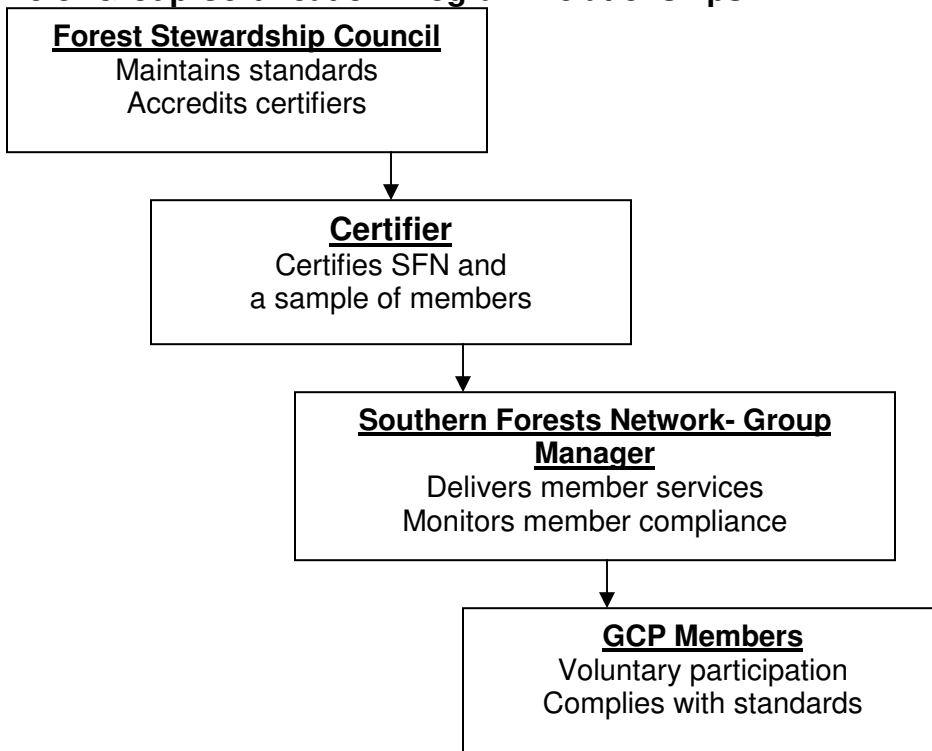 Forest Stewardship Council
Maintains standards
Accredits certifiers
Certifier
Certifies SFN and
a sample of members
Southern Forests Network- Group
Manager
Delivers member services
Monitors member compliance
GCP Members
Voluntary participation
Complies with standards